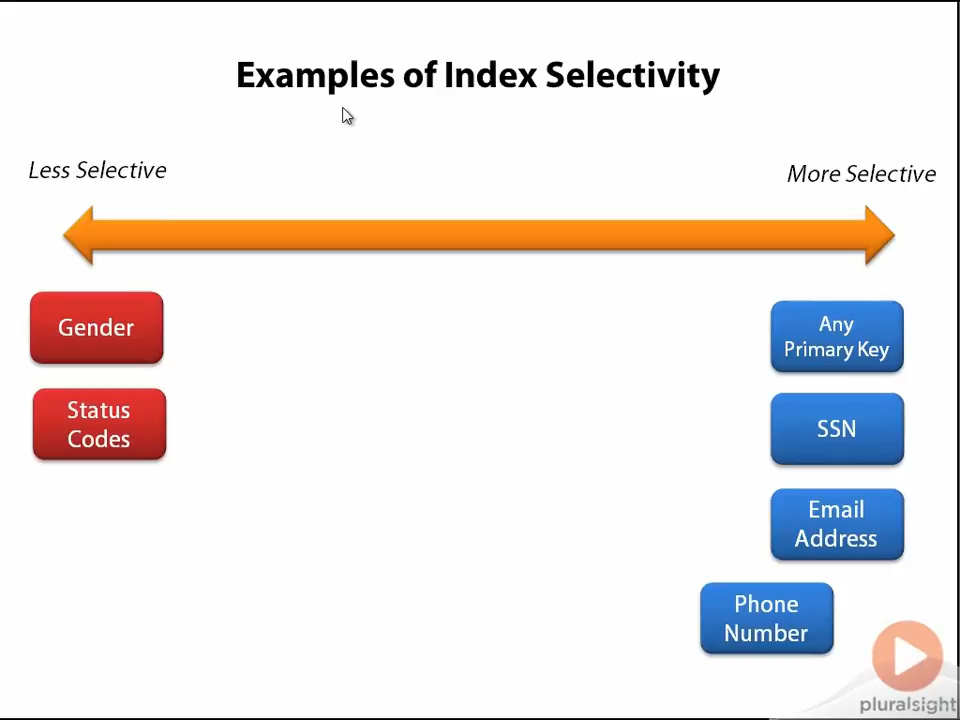 Examples of Index Selectivity
Less Selective
More Selective
Gender
Status
Codes
Any
Primary Key
SSN
Email
Address
Phone
Number
pluralsight